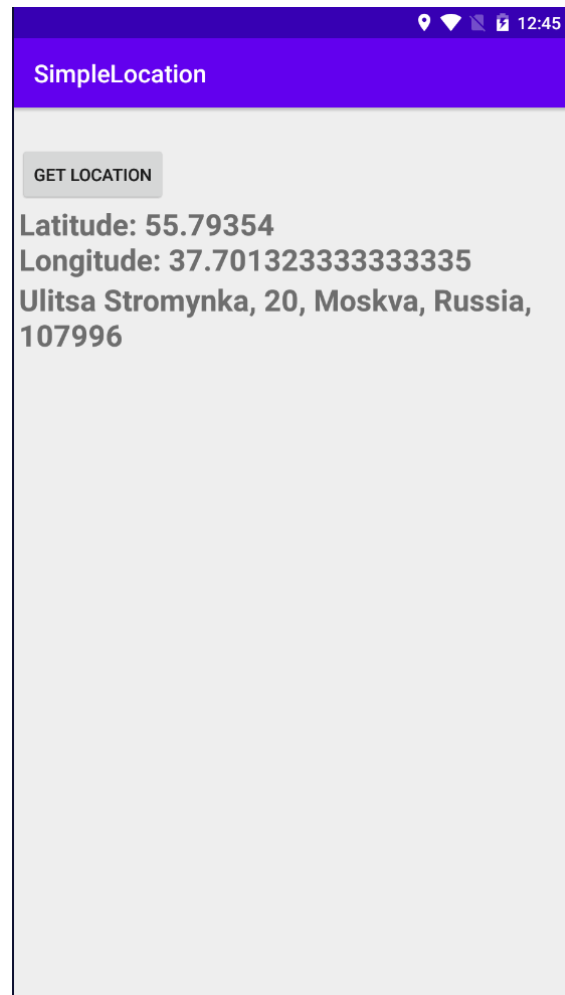 12:45
SimpleLocation
GET LOCATION
Latitude: 55.79354
Longitude: 37.701323333333335
Ulitsa Stromynka, 20, Moskva, Russia,
107996